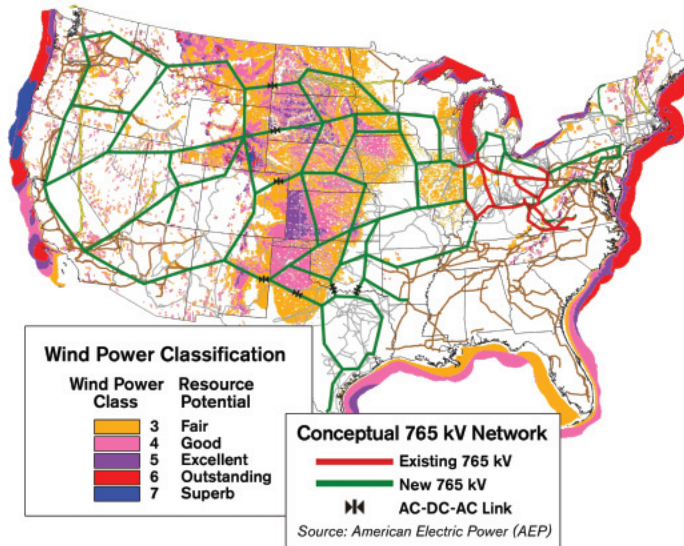 Wind Power Classification
Wind Power Class
Resource Potential
3 Fair
4 Good
5 Excellent
6 Outstanding
7 Superb
Conceptual 765 kV Network
Existing 765 kV
New 765 kV
AC-DC-AC Link
Source: American Electric Power (AEP)